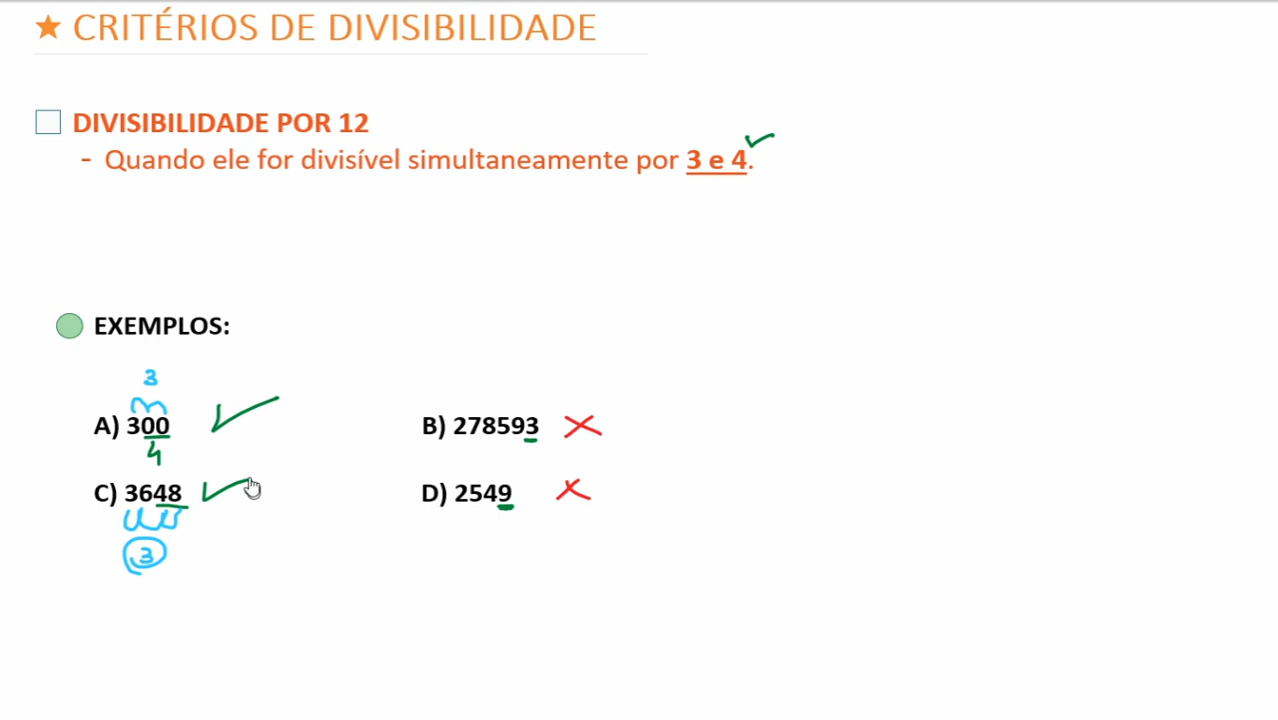 CRITÉRIOS DE DIVISIBILIDADE
DIVISIBILIDADE POR 12
- Quando ele for divisível simultaneamente por 3 e 4.
EXEMPLOS:
3
A) 300
B) 278593
4
C) 3648
D) 2549
3